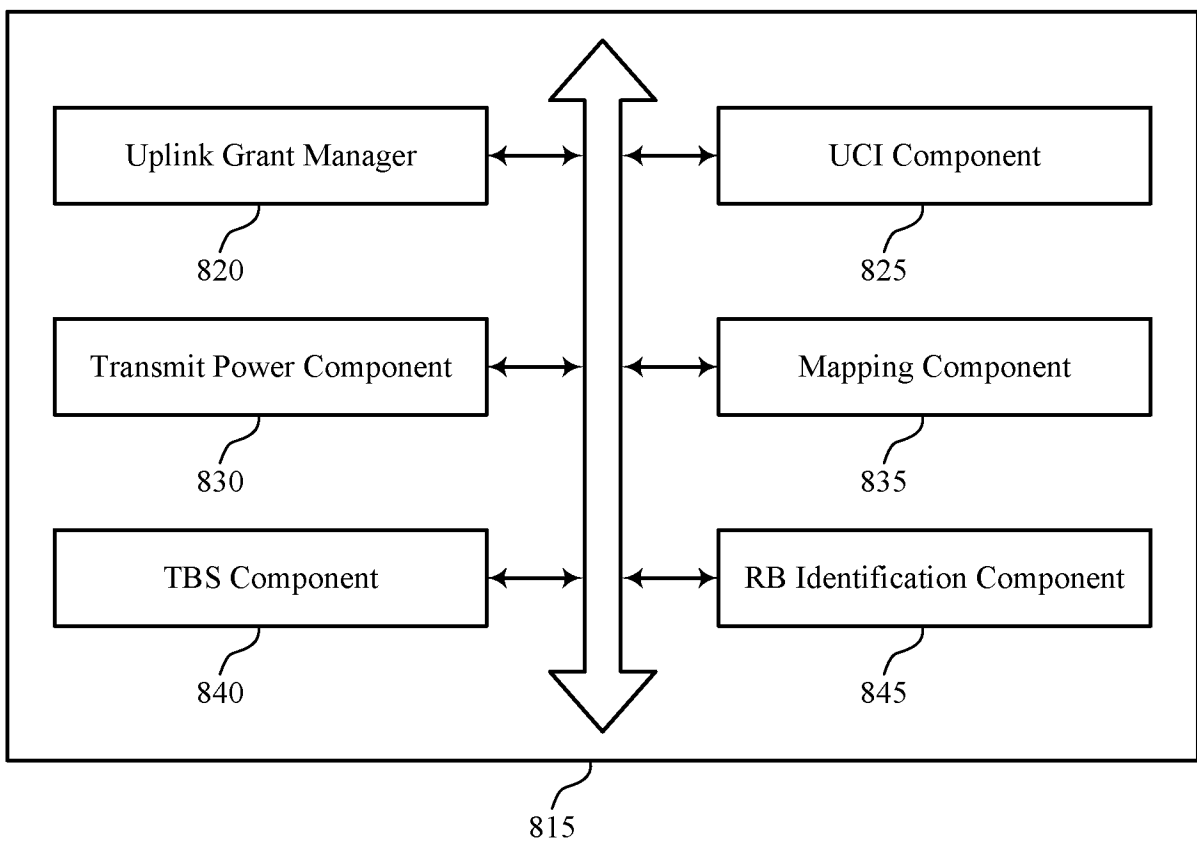 Uplink Grant Manager
UCI Component
820
825
Transmit Power Component
Mapping Component
830
835
TBS Component
RB Identification Component
840
845
815